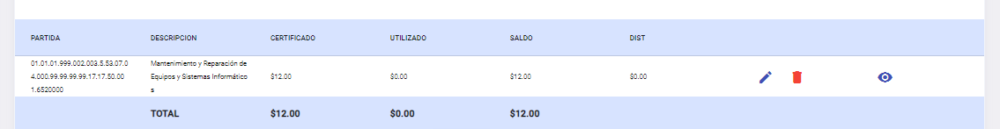 PARTIDA DESCRIPCION CERTIFICADO UTILIZADO SALDO DIST
01.01.01.999.002.003.5.53.07.0 Mantenimiento y Reparación de
4.000.99.99.99.99.17.17.50.00 Equipos y Sistemas Informático $12.00 $0.00 $12.00 $0.00
1.6520000 s
TOTAL $12.00 $0.00 $12.00